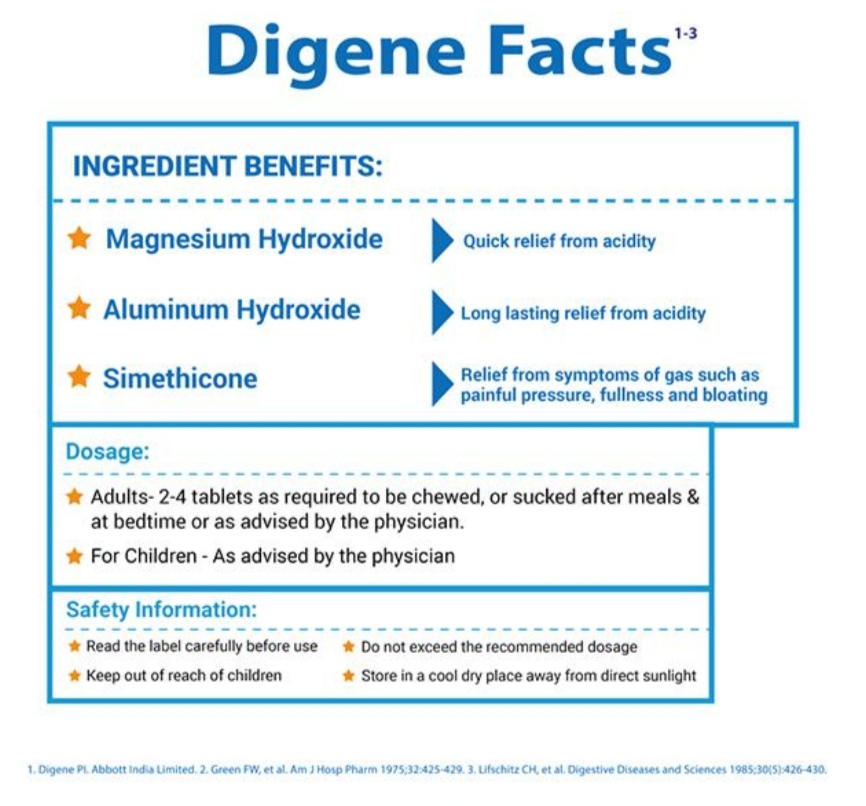 Digene Facts 1-3
INGREDIENT BENEFITS:
Magnesium Hydroxide
Quick relief from acidity
Aluminum Hydroxide
Long lasting relief from acidity
Simethicone
Relief from symptoms of gas such as
painful pressure, fullness and bloating
Dosage:
Adults- 2-4 tablets as required to be chewed, or sucked after meals &
at bedtime or as advised by the physician.
For Children - As advised by the physician
Safety Information:
Read the label carefully before use
Do not exceed the recommended dosage
Keep out of reach of children
Store in a cool dry place away from direct sunlight
1. Digene PI. Abbott India Limited. 2. Green FW, et al. Am J Hosp Pharm 1975;32:425-429. 3. Lifschitz CH, et al. Digestive Diseases and Sciences 1985;30(5):426-430.